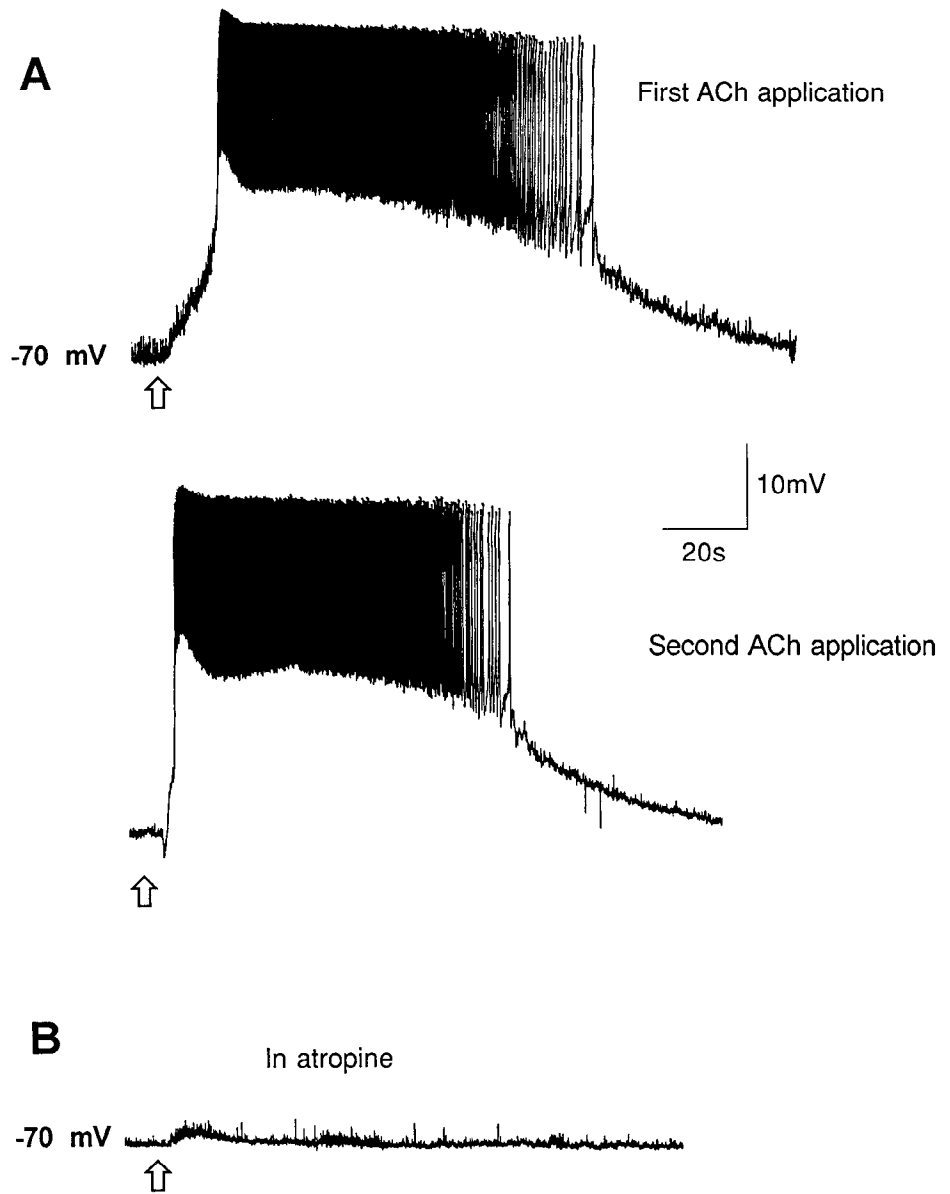 A
First ACh application
-70 mV
10mV
20s
Second ACh application
B
In atropine
-70 mV